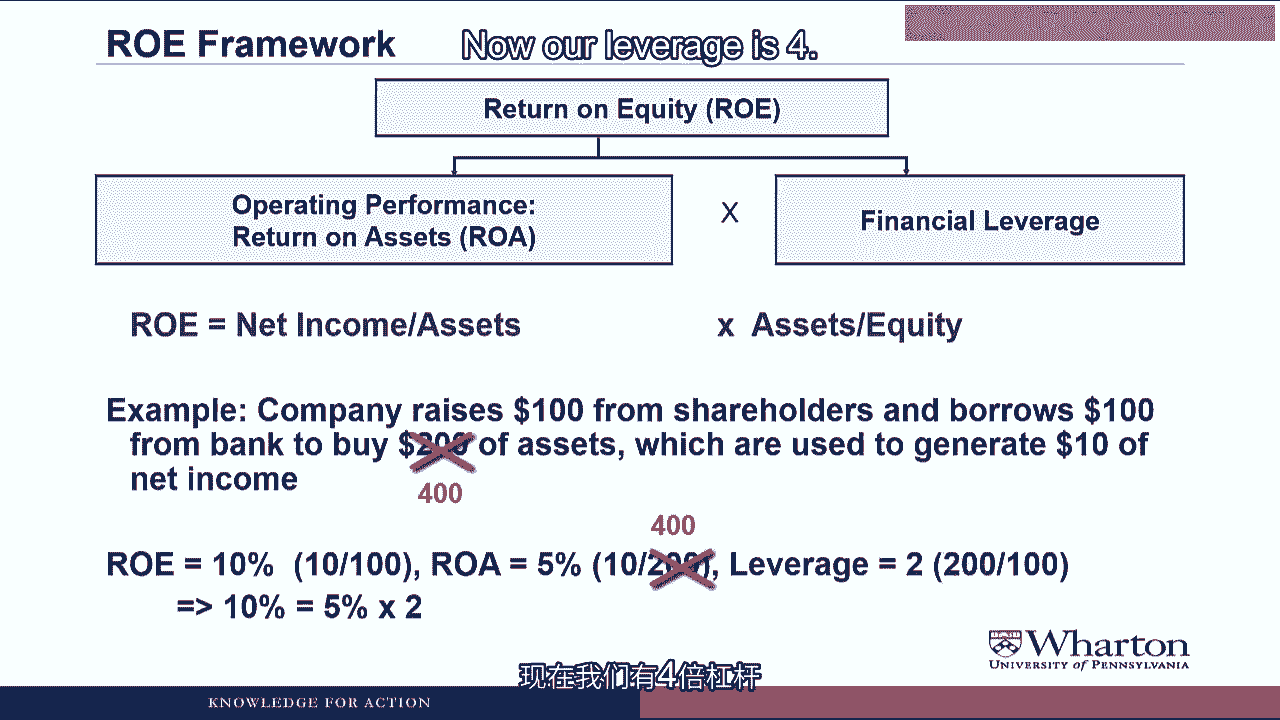 ROE Framework
Now our leverage is 4.
Return on Equity (ROE)
Operating Performance:
Return on Assets (ROA)
X
Financial Leverage
ROE = Net Income/Assets x Assets/Equity
Example: Company raises $100 from shareholders and borrows $100
from bank to buy $200 of assets, which are used to generate $10 of
net income
400
400
ROE = 10% (10/100), ROA = 5% (10/200), Leverage = 2 (200/100)
=> 10% = 5% x 2
Wharton
UNIVERSITY of PENNSYLVANIA
现在我们有4倍杠杆
KNOWLEDGE FOR ACTION